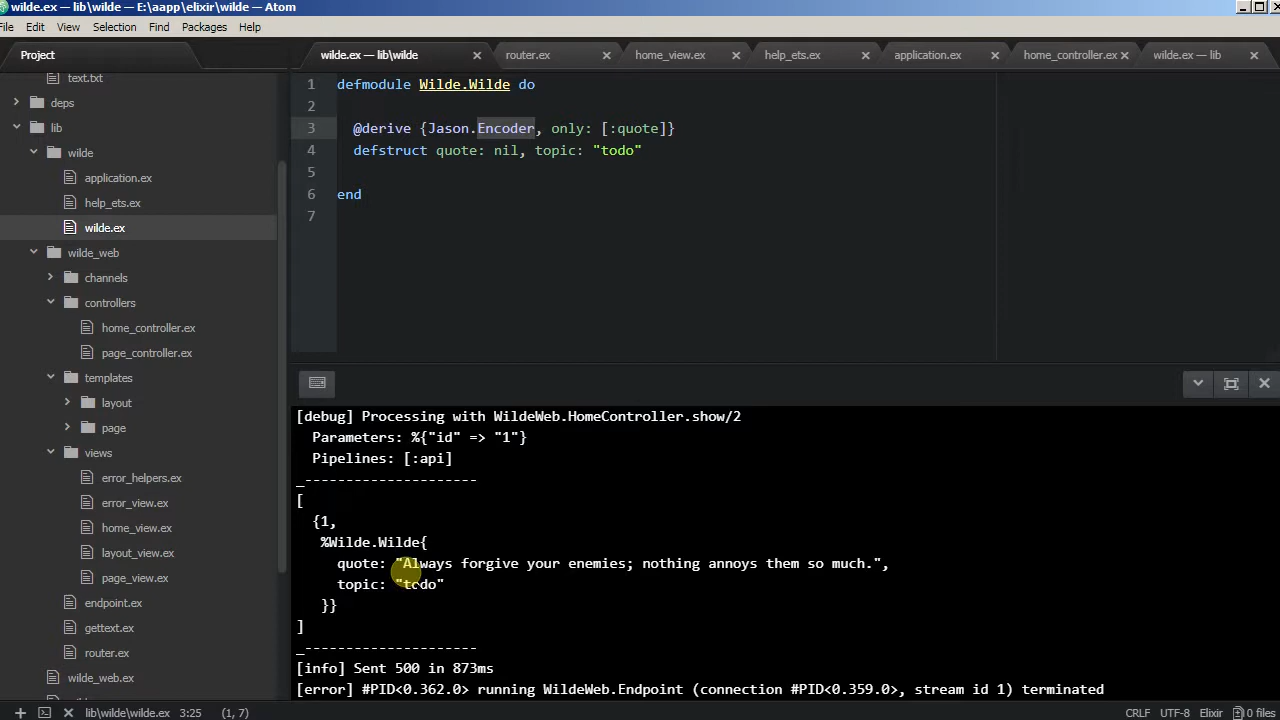 wilde.ex — lib\wilde — E:\aapp\elixir\wilde — Atom
File Edit View Selection Find Packages Help
Project
wilde.ex — lib\wilde
router.ex
home_view.ex
help_ets.ex
application.ex
home_controller.ex
wilde.ex — lib
text.txt
deps
lib
wilde
application.ex
help_ets.ex
wilde.ex
wilde_web
channels
controllers
home_controller.ex
page_controller.ex
templates
layout
page
views
error_helpers.ex
error_view.ex
home_view.ex
layout_view.ex
page_view.ex
endpoint.ex
gettext.ex
router.ex
wilde_web.ex
1 defmodule Wilde.Wilde do
2
3 @derive {Jason.Encoder, only: [:quote]}
4 defstruct quote: nil, topic: "todo"
5
6 end
7
[debug] Processing with WildeWeb.HomeController.show/2
Parameters: %{"id" => "1"}
Pipelines: [:api]
_---------------------
[
{1,
%Wilde.Wilde{
quote: "Always forgive your enemies; nothing annoys them so much.",
topic: "todo"
}}
]
_---------------------
[info] Sent 500 in 873ms
[error] #PID<0.362.0> running WildeWeb.Endpoint (connection #PID<0.359.0>, stream id 1) terminated
lib\wilde\wilde.ex 3:25 (1, 7)
CRLF UTF-8 Elixir 0 files